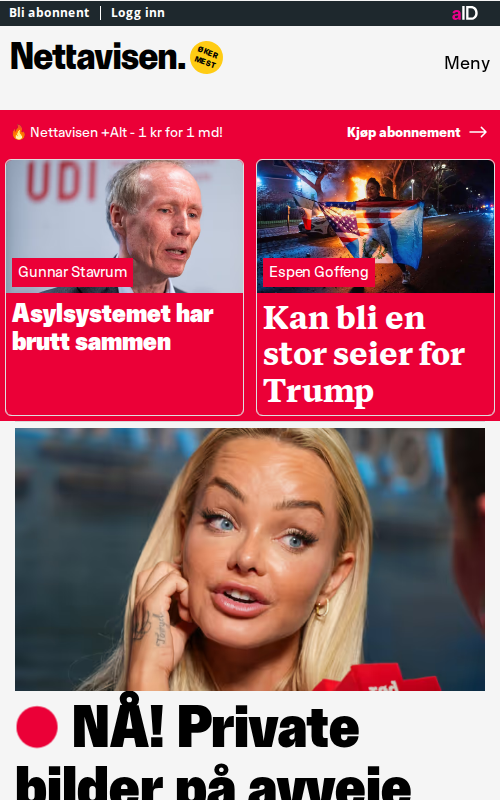 Bli abonnent | Logg inn
aID
Nettavisen.
ØKER
MEST
Meny
🔥 Nettavisen +Alt - 1 kr for 1 md!
Kjøp abonnement →
UDI
Gunnar Stavrum
Espen Goffeng
Asylsystemet har
brutt sammen
Kan bli en
stor seier for
Trump
rød
NÅ! Private
bilder på avveie